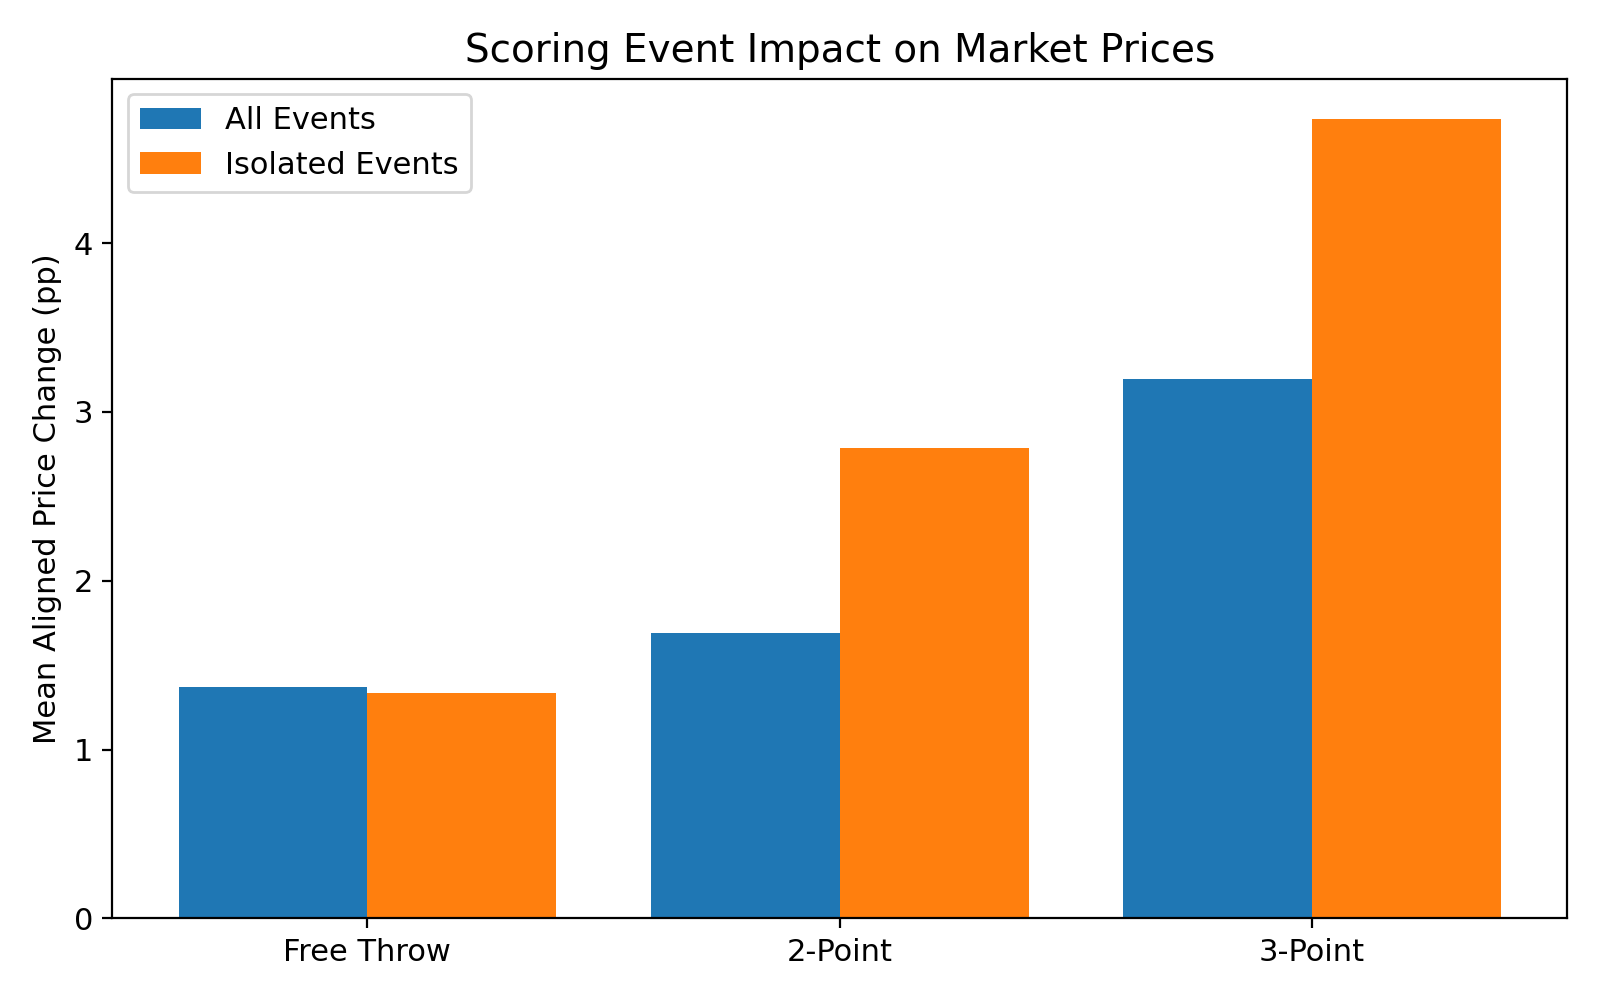 Scoring Event Impact on Market Prices
All Events
Isolated Events
Mean Aligned Price Change (pp)
4
3
2
1
0
Free Throw
2-Point
3-Point